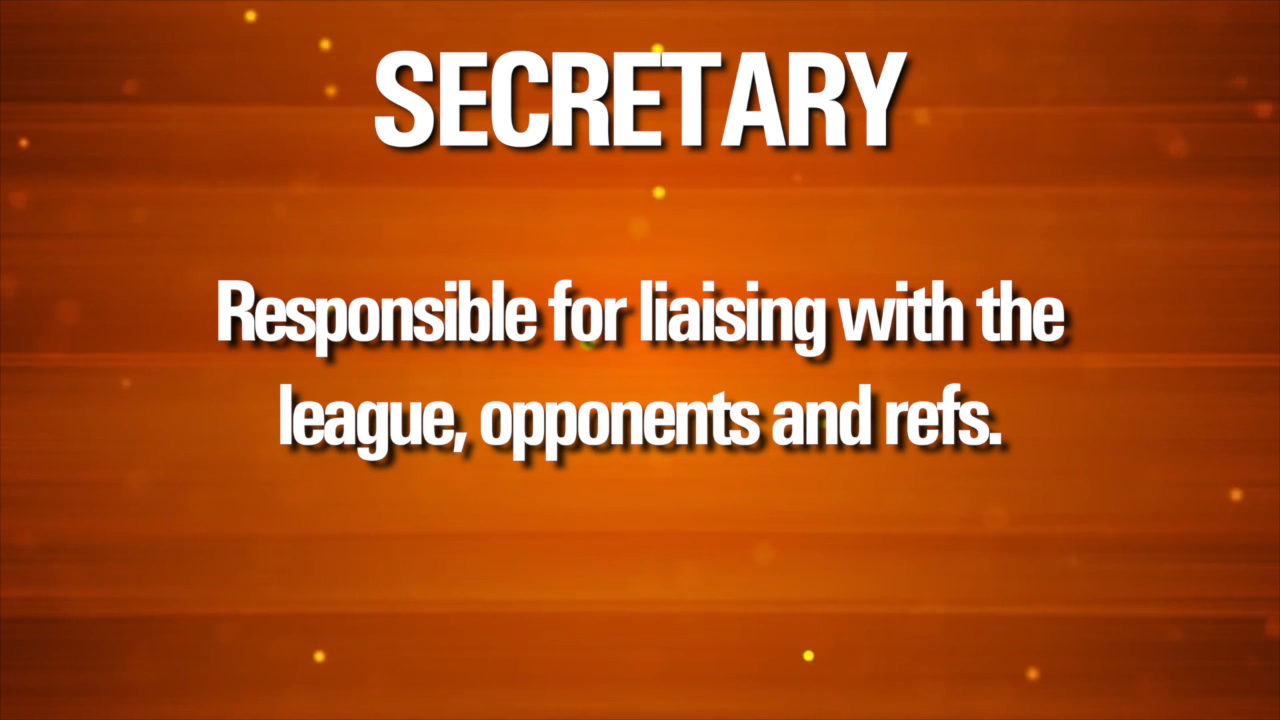 SECRETARY
Responsible for liaising with the
league, opponents and refs.